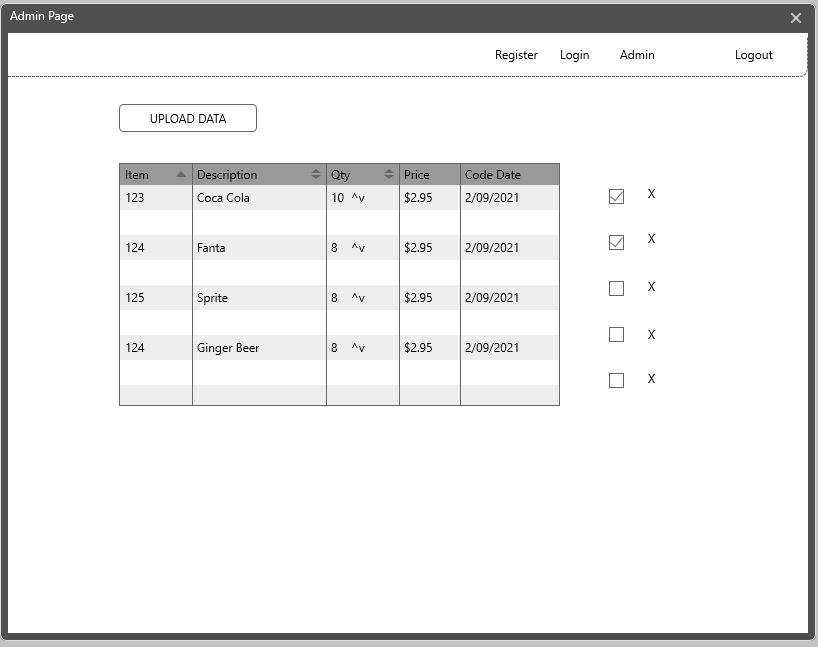 Admin Page
Register Login Admin Logout
UPLOAD DATA
Item Description Qty Price Code Date
123 Coca Cola 10 ^v $2.95 2/09/2021 X
124 Fanta 8 ^v $2.95 2/09/2021 X
125 Sprite 8 ^v $2.95 2/09/2021 X
124 Ginger Beer 8 ^v $2.95 2/09/2021 X
X